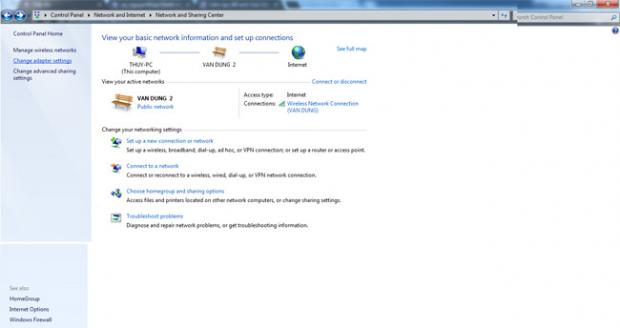 Control Panel ▸ Network and Internet ▸ Network and Sharing Center
Search Control Panel
Control Panel Home
Manage wireless networks
Change adapter settings
Change advanced sharing
settings
View your basic network information and set up connections
See full map
THUY-PC
(This computer)
VAN DUNG 2
Internet
View your active networks
Connect or disconnect
VAN DUNG 2
Public network
Access type: Internet
Connections: Wireless Network Connection
(VAN DUNG)
Change your networking settings
Set up a new connection or network
Set up a wireless, broadband, dial-up, ad hoc, or VPN connection; or set up a router or access point.
Connect to a network
Connect or reconnect to a wireless, wired, dial-up, or VPN network connection.
Choose homegroup and sharing options
Access files and printers located on other network computers, or change sharing settings.
Troubleshoot problems
Diagnose and repair network problems, or get troubleshooting information.
See also
HomeGroup
Internet Options
Windows Firewall